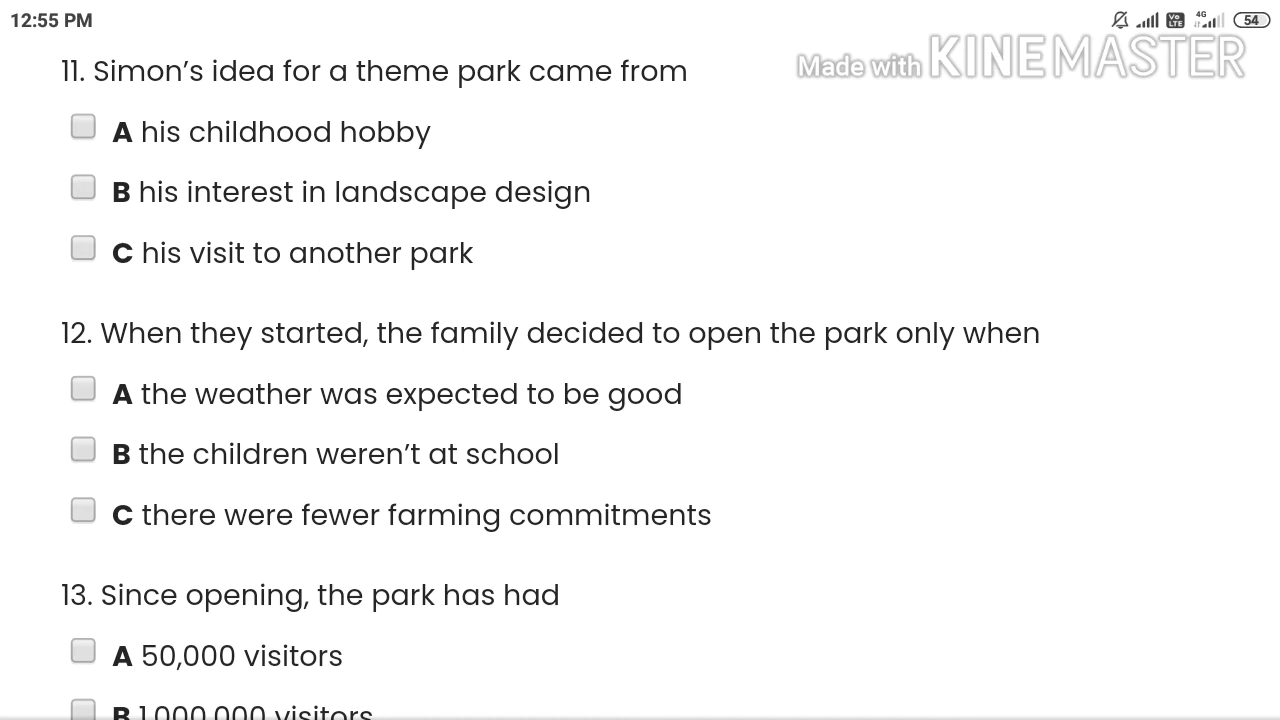 12:55 PM
Vo LTE 4G 54
Made with KINEMASTER
11. Simon’s idea for a theme park came from
A his childhood hobby
B his interest in landscape design
C his visit to another park
12. When they started, the family decided to open the park only when
A the weather was expected to be good
B the children weren’t at school
C there were fewer farming commitments
13. Since opening, the park has had
A 50,000 visitors
B 1,000,000 visitors